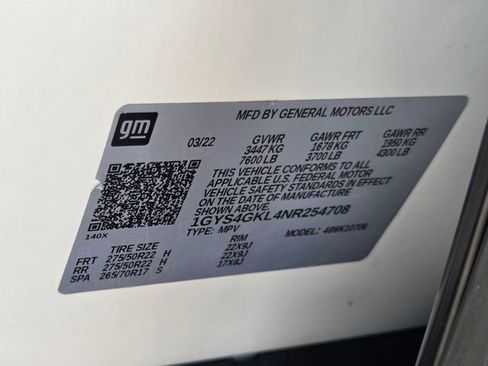 gm
MFD BY GENERAL MOTORS LLC
03/22 GVWR GAWR FRT GAWR RR
3447 KG 1678 KG 1950 KG
7600 LB 3700 LB 4300 LB
THIS VEHICLE CONFORMS TO ALL
APPLICABLE U.S. FEDERAL MOTOR
VEHICLE SAFETY STANDARDS IN EFFECT
ON THE DATE OF MANUFACTURE
SHOWN ABOVE.
1GYS4GKL4NR254708
TYPE: MPV MODEL: 486K10706
140X
TIRE SIZE RIM
FRT 275/50R22 H 22X9J
RR 275/50R22 H 22X9J
SPA 265/70R17 S 17X8J